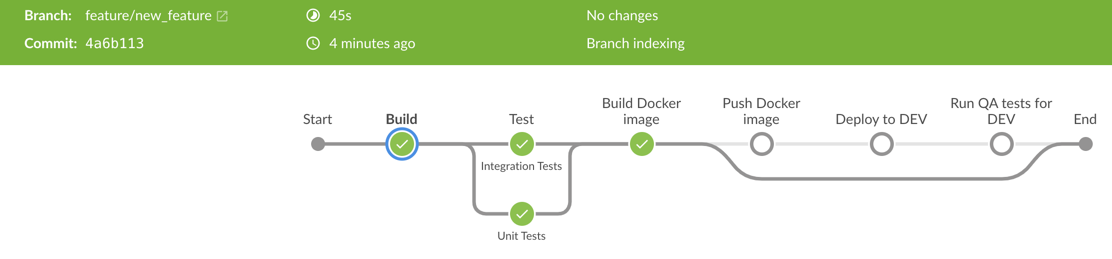 Branch: feature/new_feature
45s
No changes
Commit: 4a6b113
4 minutes ago
Branch indexing
Start
Build
Test
Build Docker
image
Push Docker
image
Deploy to DEV
Run QA tests for
DEV
End
Integration Tests
Unit Tests